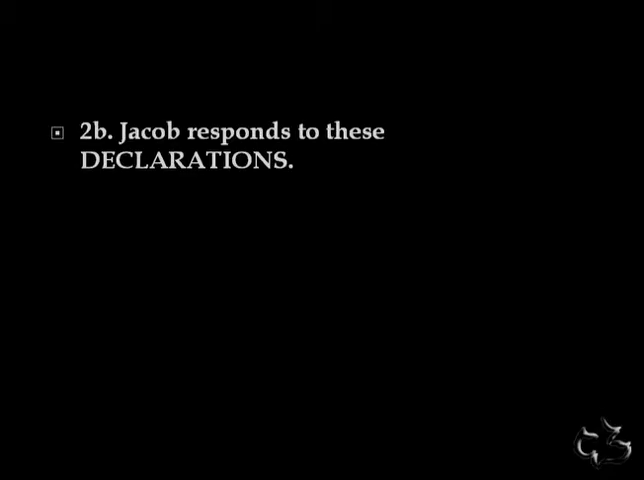 2b. Jacob responds to these
DECLARATIONS.